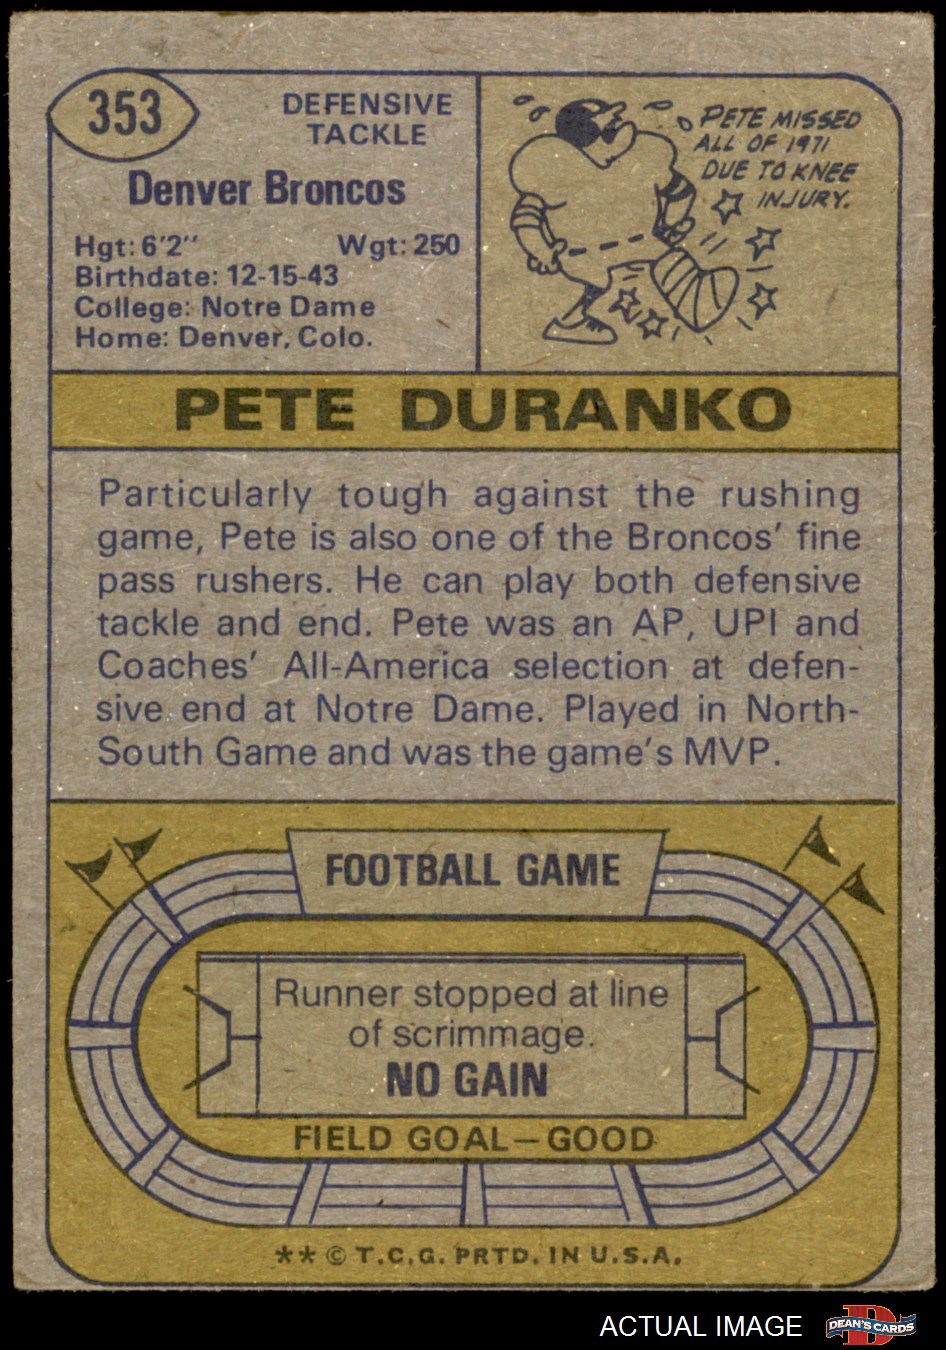 353
DEFENSIVE
TACKLE
Denver Broncos
Hgt: 6'2" Wgt: 250
Birthdate: 12-15-43
College: Notre Dame
Home: Denver, Colo.
PETE MISSED
ALL OF 1971
DUE TO KNEE
INJURY.
PETE DURANKO
Particularly tough against the rushing
game, Pete is also one of the Broncos' fine
pass rushers. He can play both defensive
tackle and end. Pete was an AP, UPI and
Coaches' All-America selection at defen-
sive end at Notre Dame. Played in North-
South Game and was the game's MVP.
FOOTBALL GAME
Runner stopped at line
of scrimmage.
NO GAIN
FIELD GOAL—GOOD
** © T.C.G. PRTD. IN U.S.A.
ACTUAL IMAGE
D
DEAN'S CARDS